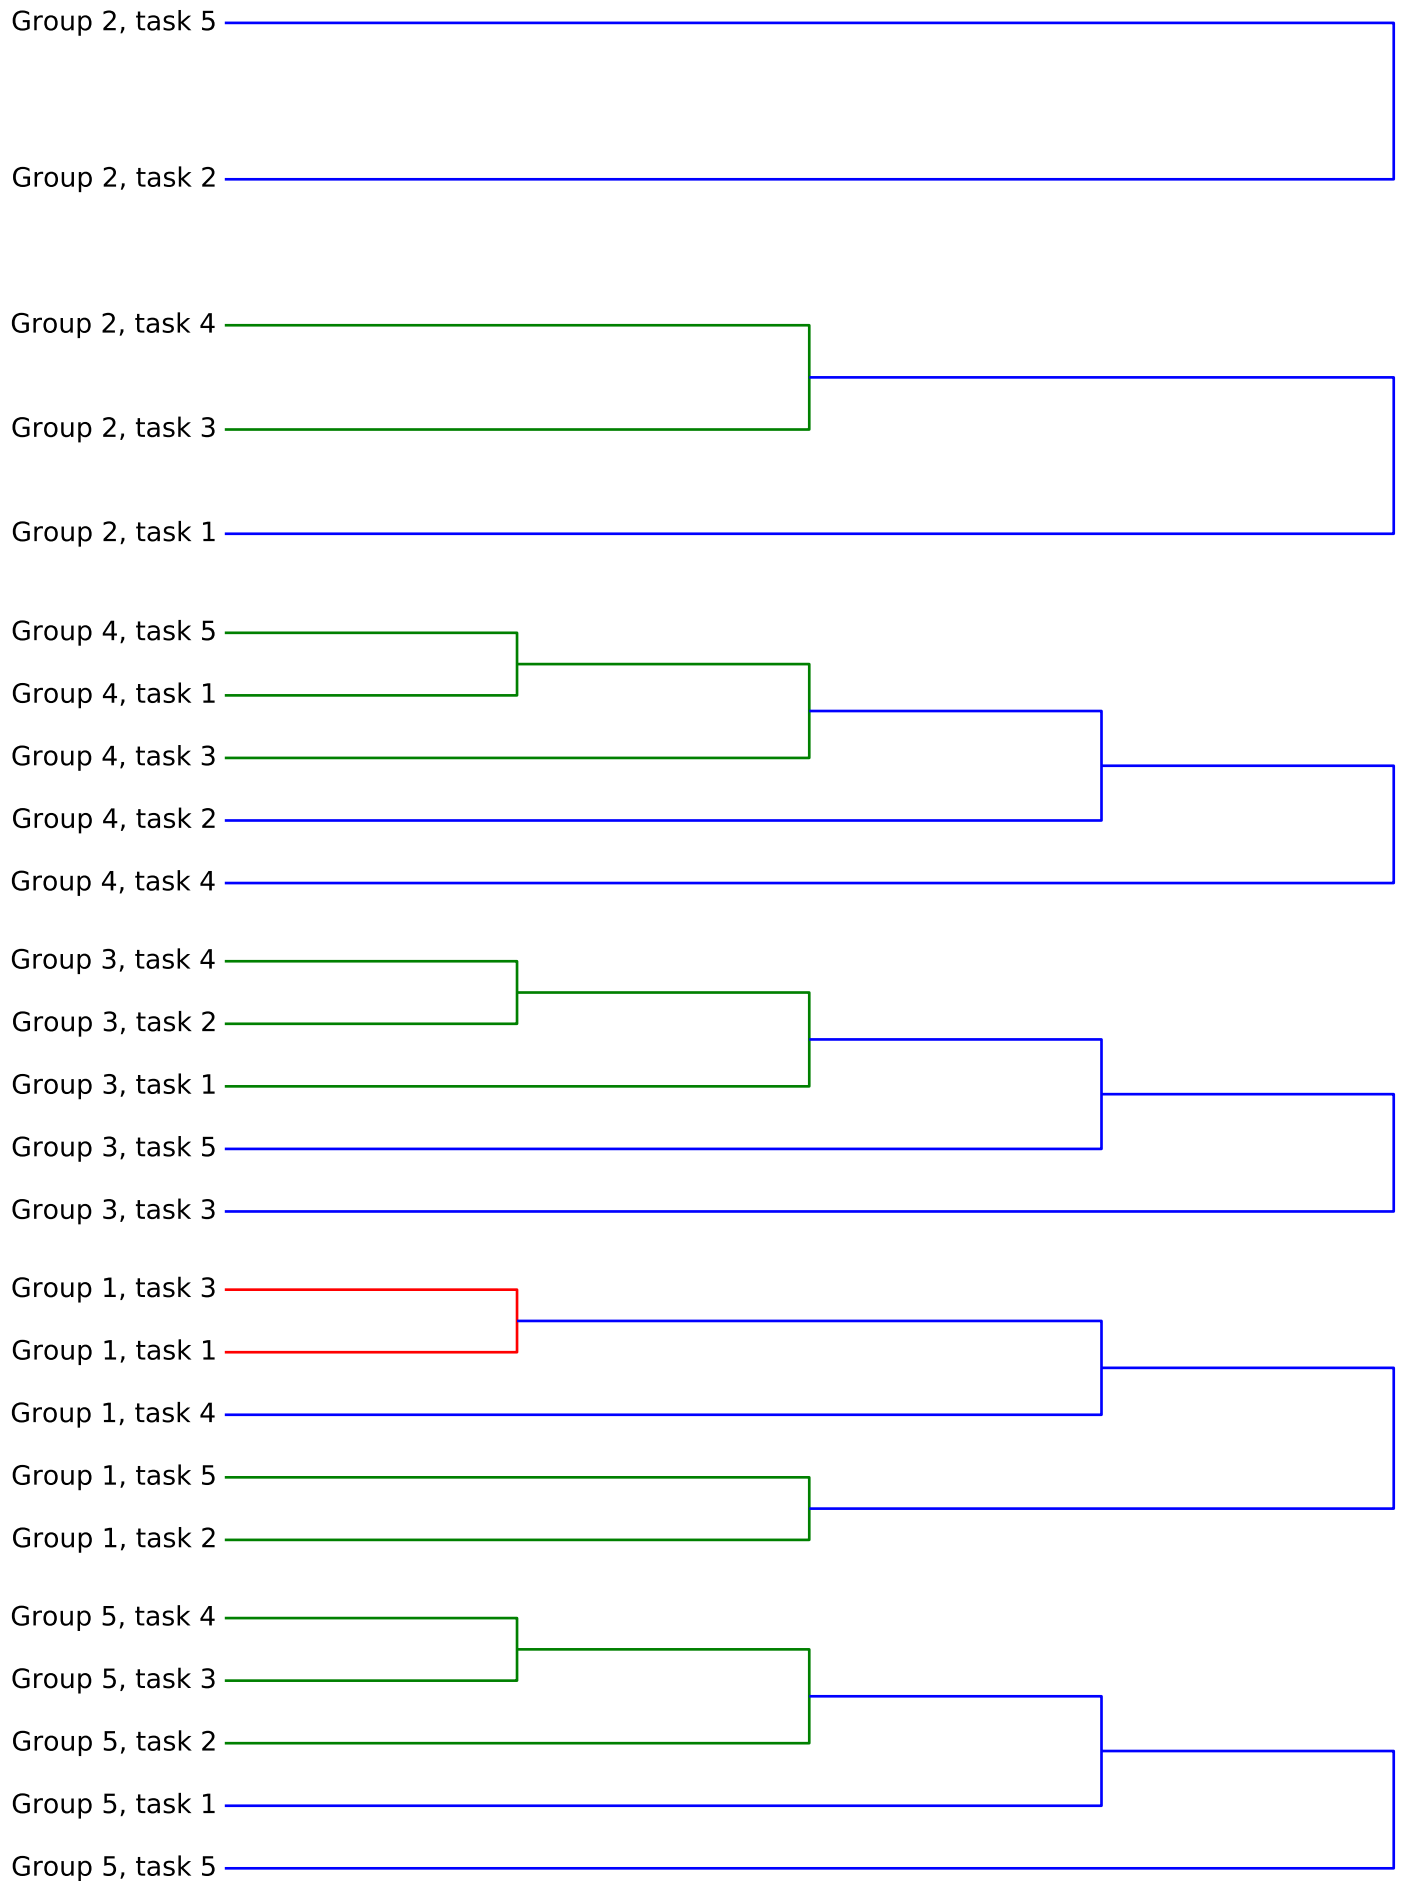 Group 2, task 5
Group 2, task 2
Group 2, task 4
Group 2, task 3
Group 2, task 1
Group 4, task 5
Group 4, task 1
Group 4, task 3
Group 4, task 2
Group 4, task 4
Group 3, task 4
Group 3, task 2
Group 3, task 1
Group 3, task 5
Group 3, task 3
Group 1, task 3
Group 1, task 1
Group 1, task 4
Group 1, task 5
Group 1, task 2
Group 5, task 4
Group 5, task 3
Group 5, task 2
Group 5, task 1
Group 5, task 5